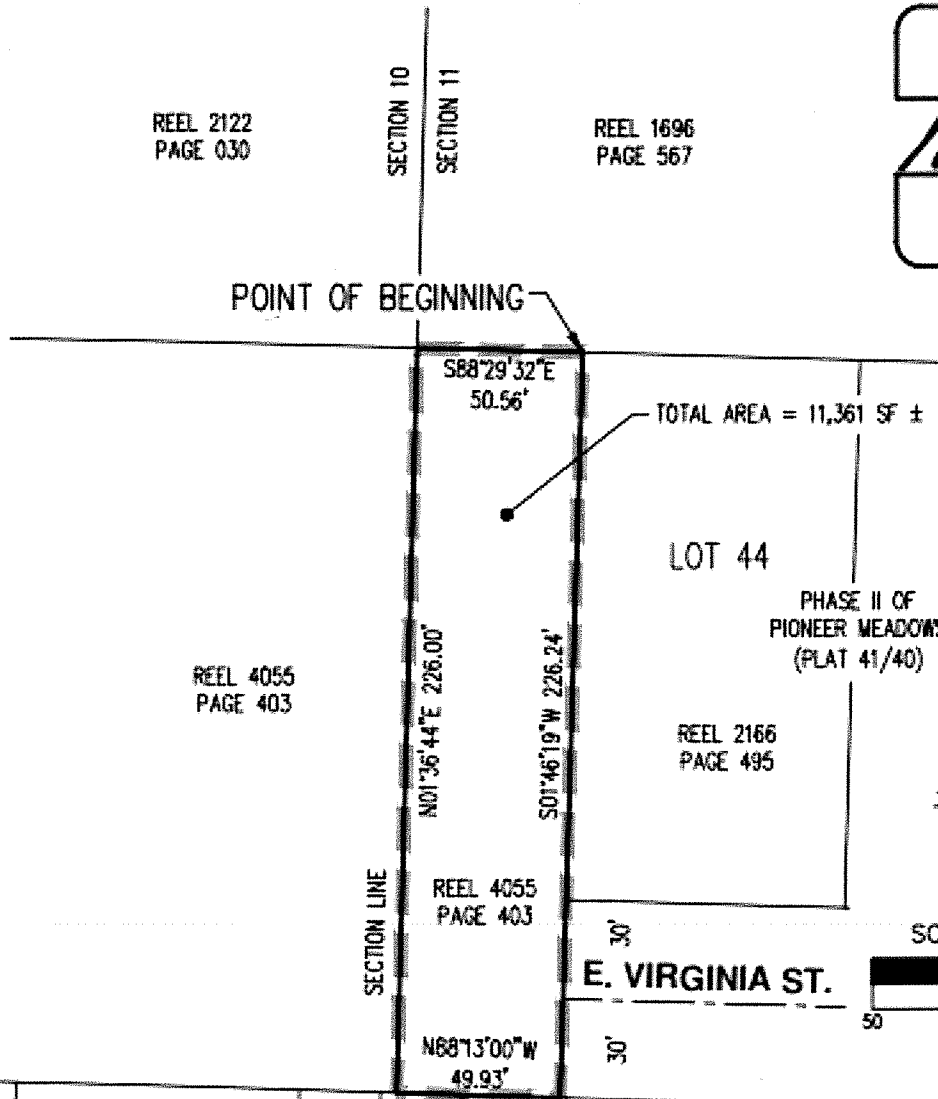 SECTION 10
SECTION 11
REEL 2122
PAGE 030
REEL 1696
PAGE 567
POINT OF BEGINNING
S88°29'32"E
50.56'
TOTAL AREA = 11,361 SF ±
LOT 44
PHASE II OF
PIONEER MEADOWS
(PLAT 41/40)
REEL 4055
PAGE 403
N01°36'44"E 226.00'
S01°46'19"W 226.24'
REEL 2166
PAGE 495
SECTION LINE
REEL 4055
PAGE 403
30'
E. VIRGINIA ST.
30'
SC
50
N88°13'00"W
49.93'